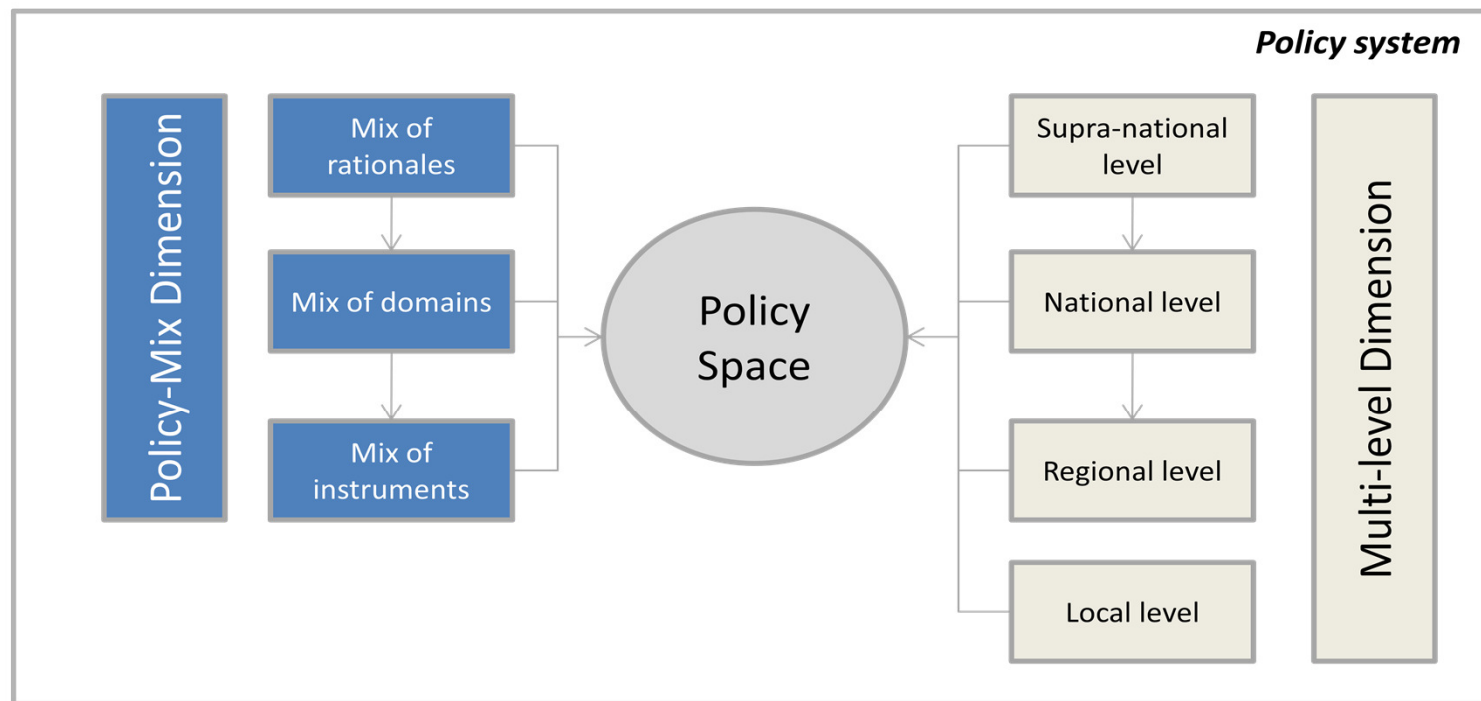 Policy system
Policy-Mix Dimension
Mix of
rationales
Mix of domains
Mix of
instruments
Policy
Space
Supra-national
level
National level
Regional level
Local level
Multi-level Dimension